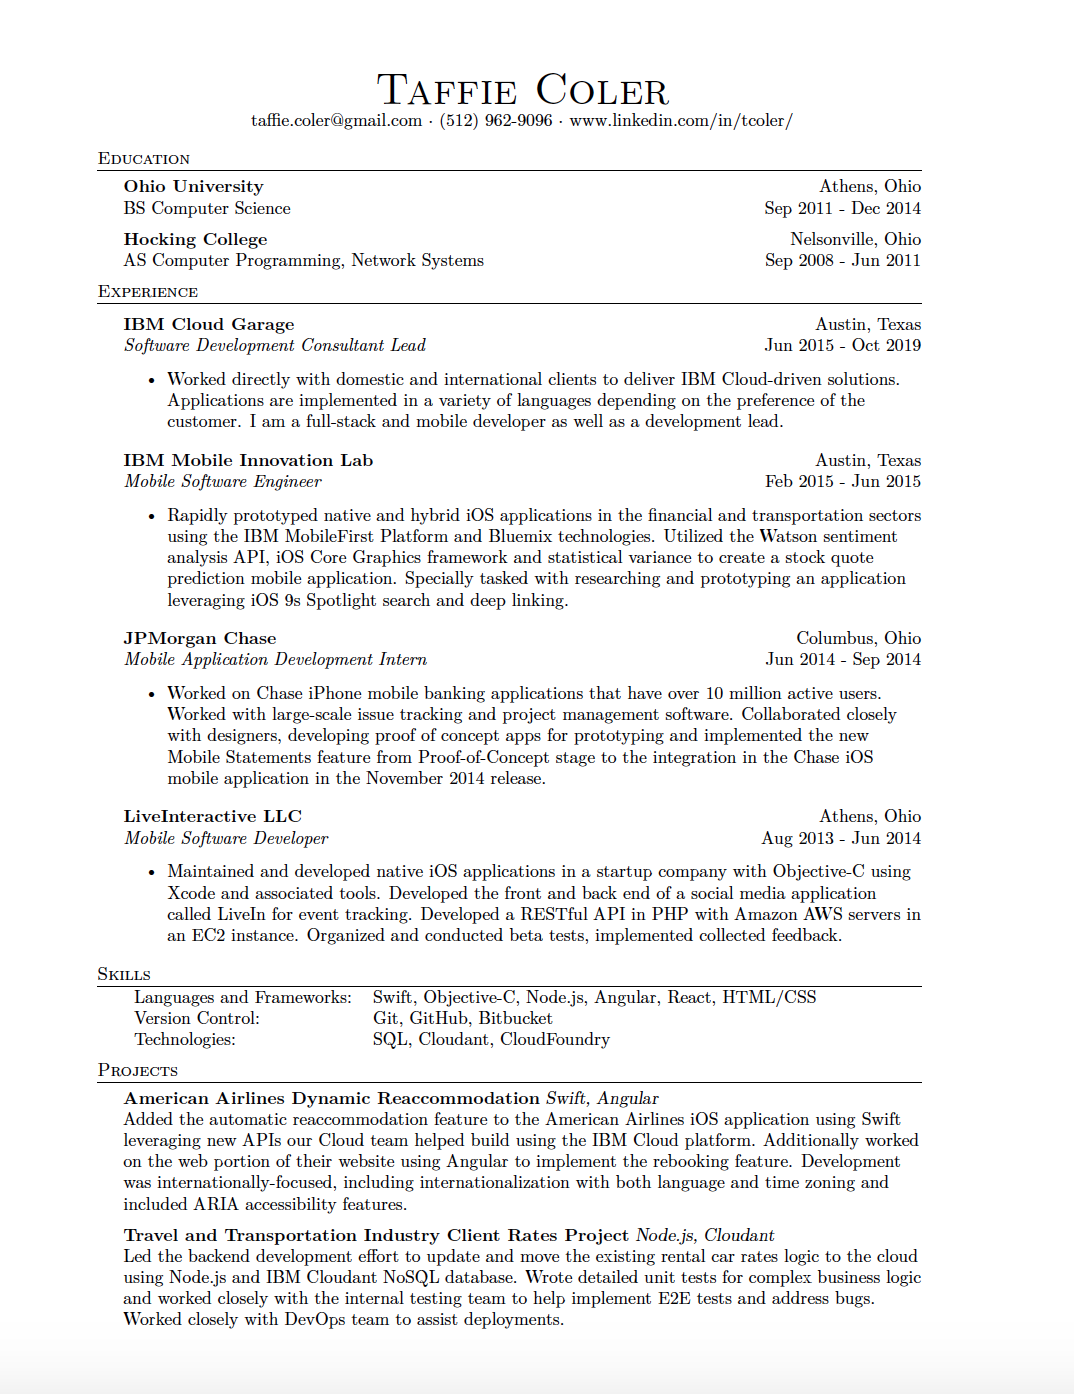 Taffie Coler
taffie.coler@gmail.com · (512) 962-9096 · www.linkedin.com/in/tcoler/
Education
Ohio University Athens, Ohio
BS Computer Science Sep 2011 - Dec 2014
Hocking College Nelsonville, Ohio
AS Computer Programming, Network Systems Sep 2008 - Jun 2011
Experience
IBM Cloud Garage Austin, Texas
Software Development Consultant Lead Jun 2015 - Oct 2019
• Worked directly with domestic and international clients to deliver IBM Cloud-driven solutions.
Applications are implemented in a variety of languages depending on the preference of the
customer. I am a full-stack and mobile developer as well as a development lead.
IBM Mobile Innovation Lab Austin, Texas
Mobile Software Engineer Feb 2015 - Jun 2015
• Rapidly prototyped native and hybrid iOS applications in the financial and transportation sectors
using the IBM MobileFirst Platform and Bluemix technologies. Utilized the Watson sentiment
analysis API, iOS Core Graphics framework and statistical variance to create a stock quote
prediction mobile application. Specially tasked with researching and prototyping an application
leveraging iOS 9s Spotlight search and deep linking.
JPMorgan Chase Columbus, Ohio
Mobile Application Development Intern Jun 2014 - Sep 2014
• Worked on Chase iPhone mobile banking applications that have over 10 million active users.
Worked with large-scale issue tracking and project management software. Collaborated closely
with designers, developing proof of concept apps for prototyping and implemented the new
Mobile Statements feature from Proof-of-Concept stage to the integration in the Chase iOS
mobile application in the November 2014 release.
LiveInteractive LLC Athens, Ohio
Mobile Software Developer Aug 2013 - Jun 2014
• Maintained and developed native iOS applications in a startup company with Objective-C using
Xcode and associated tools. Developed the front and back end of a social media application
called LiveIn for event tracking. Developed a RESTful API in PHP with Amazon AWS servers in
an EC2 instance. Organized and conducted beta tests, implemented collected feedback.
Skills
Languages and Frameworks: Swift, Objective-C, Node.js, Angular, React, HTML/CSS
Version Control: Git, GitHub, Bitbucket
Technologies: SQL, Cloudant, CloudFoundry
Projects
American Airlines Dynamic Reaccommodation Swift, Angular
Added the automatic reaccommodation feature to the American Airlines iOS application using Swift
leveraging new APIs our Cloud team helped build using the IBM Cloud platform. Additionally worked
on the web portion of their website using Angular to implement the rebooking feature. Development
was internationally-focused, including internationalization with both language and time zoning and
included ARIA accessibility features.
Travel and Transportation Industry Client Rates Project Node.js, Cloudant
Led the backend development effort to update and move the existing rental car rates logic to the cloud
using Node.js and IBM Cloudant NoSQL database. Wrote detailed unit tests for complex business logic
and worked closely with the internal testing team to help implement E2E tests and address bugs.
Worked closely with DevOps team to assist deployments.